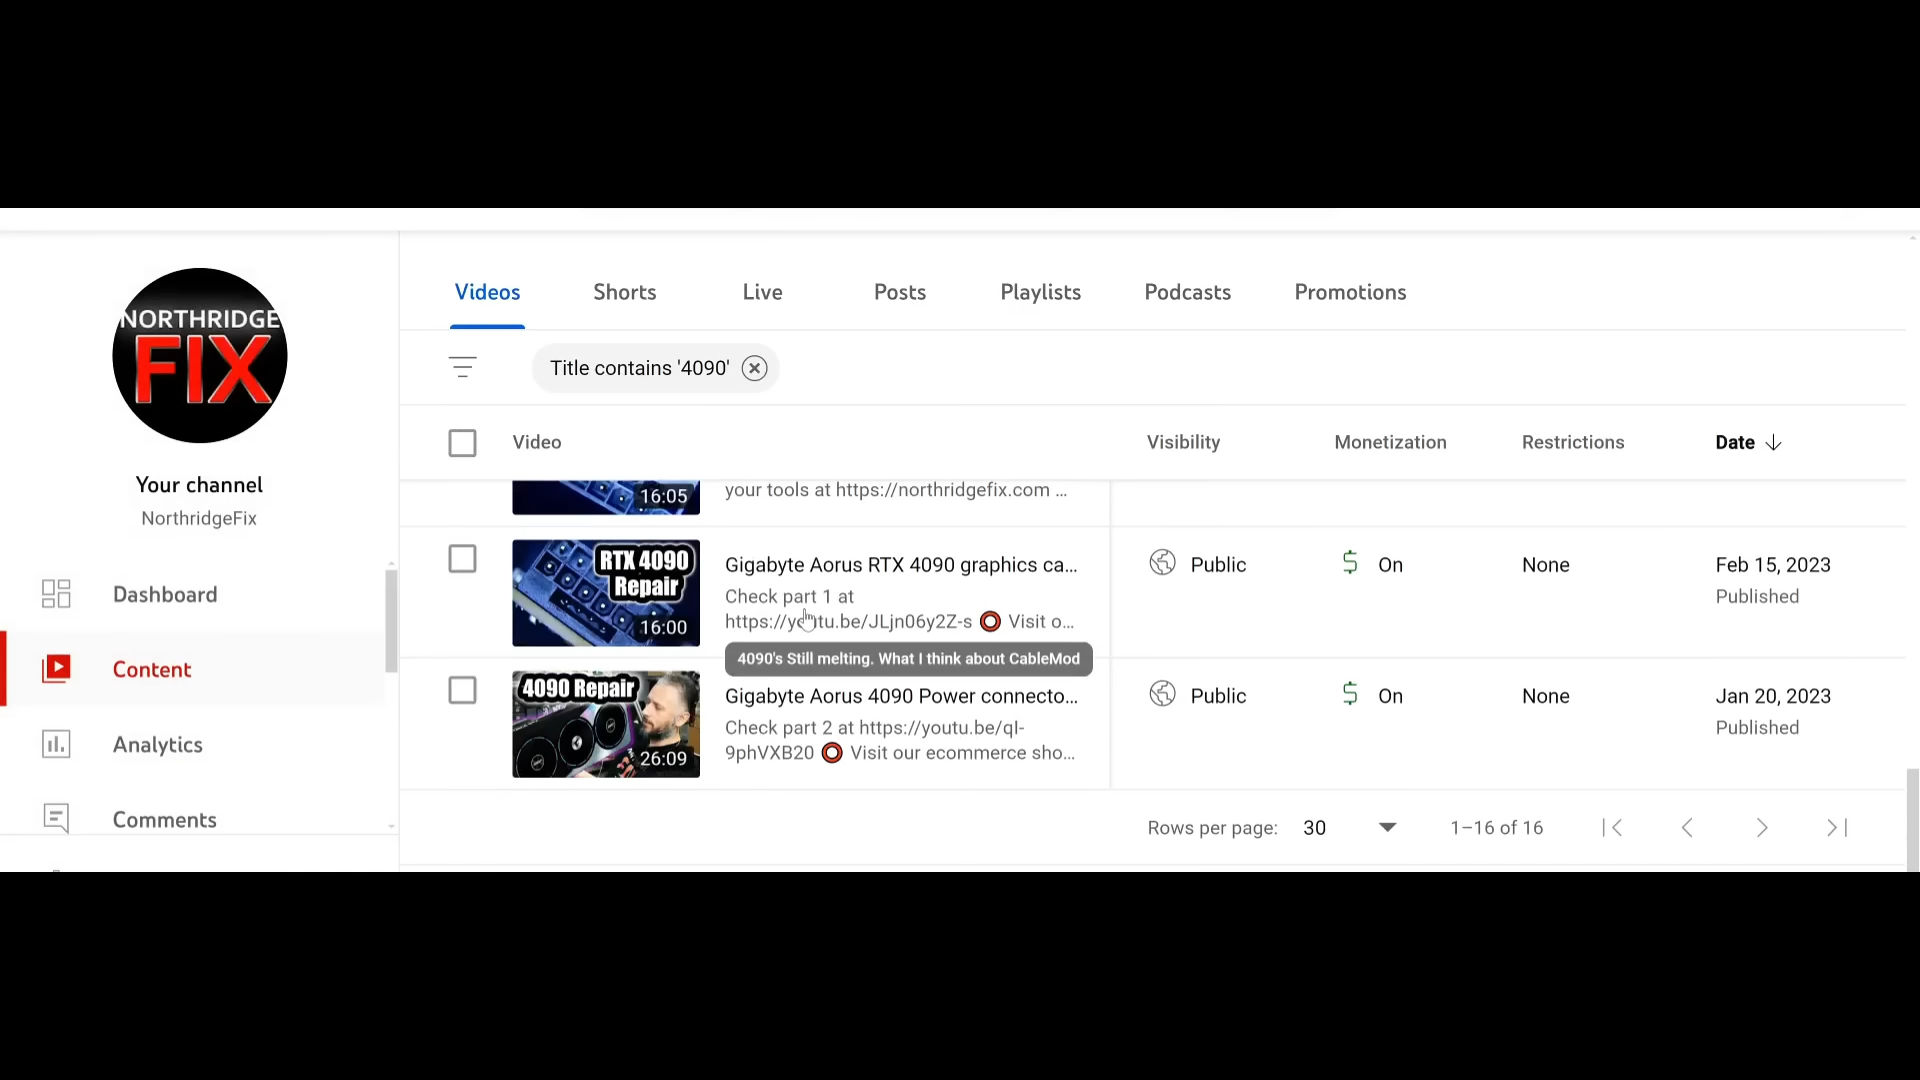 NORTHRIDGE
FIX
Your channel
NorthridgeFix
Dashboard
Content
Analytics
Comments
Videos
Shorts
Live
Posts
Playlists
Podcasts
Promotions
Title contains '4090'
Video
Visibility
Monetization
Restrictions
Date
16:05
your tools at https://northridgefix.com ...
RTX 4090
Repair
16:00
Gigabyte Aorus RTX 4090 graphics ca...
Check part 1 at
https://youtu.be/JLjn06y2Z-s ⭕ Visit o...
Public
On
None
Feb 15, 2023
Published
4090's Still melting. What I think about CableMod
4090 Repair
26:09
Gigabyte Aorus 4090 Power connecto...
Check part 2 at https://youtu.be/qI-
9phVXB20 ⭕ Visit our ecommerce sho...
Public
On
None
Jan 20, 2023
Published
Rows per page: 30
1–16 of 16